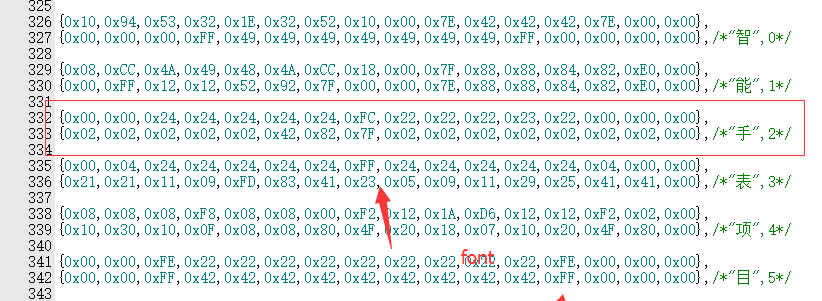 325
326 {0x10,0x94,0x53,0x32,0x1E,0x32,0x52,0x10,0x00,0x7E,0x42,0x42,0x42,0x7E,0x00,0x00},
327 {0x00,0x00,0x00,0xFF,0x49,0x49,0x49,0x49,0x49,0x49,0x49,0xFF,0x00,0x00,0x00,0x00},/*"智",0*/
328
329 {0x08,0xCC,0x4A,0x49,0x48,0x4A,0xCC,0x18,0x00,0x7F,0x88,0x88,0x84,0x82,0xE0,0x00},
330 {0x00,0xFF,0x12,0x12,0x52,0x92,0x7F,0x00,0x00,0x7E,0x88,0x88,0x84,0x82,0xE0,0x00},/*"能",1*/
331
332 {0x00,0x00,0x24,0x24,0x24,0x24,0x24,0xFC,0x22,0x22,0x22,0x23,0x22,0x00,0x00,0x00},
333 {0x02,0x02,0x02,0x02,0x02,0x42,0x82,0x7F,0x02,0x02,0x02,0x02,0x02,0x02,0x02,0x00},/*"手",2*/
334
335 {0x00,0x04,0x24,0x24,0x24,0x24,0x24,0xFF,0x24,0x24,0x24,0x24,0x24,0x04,0x00,0x00},
336 {0x21,0x21,0x11,0x09,0xFD,0x83,0x41,0x23,0x05,0x09,0x11,0x29,0x25,0x41,0x41,0x00},/*"表",3*/
337
338 {0x08,0x08,0x08,0xF8,0x08,0x08,0x00,0xF2,0x12,0x1A,0xD6,0x12,0x12,0xF2,0x02,0x00},
339 {0x10,0x30,0x10,0x0F,0x08,0x08,0x80,0x4F,0x20,0x18,0x07,0x10,0x20,0x4F,0x80,0x00},/*"项",4*/
340
font
341 {0x00,0x00,0xFE,0x22,0x22,0x22,0x22,0x22,0x22,0x22,0x22,0xFE,0x00,0x00,0x00},
342 {0x00,0x00,0xFF,0x42,0x42,0x42,0x42,0x42,0x42,0x42,0x42,0xFF,0x00,0x00,0x00},/*"目",5*/
343